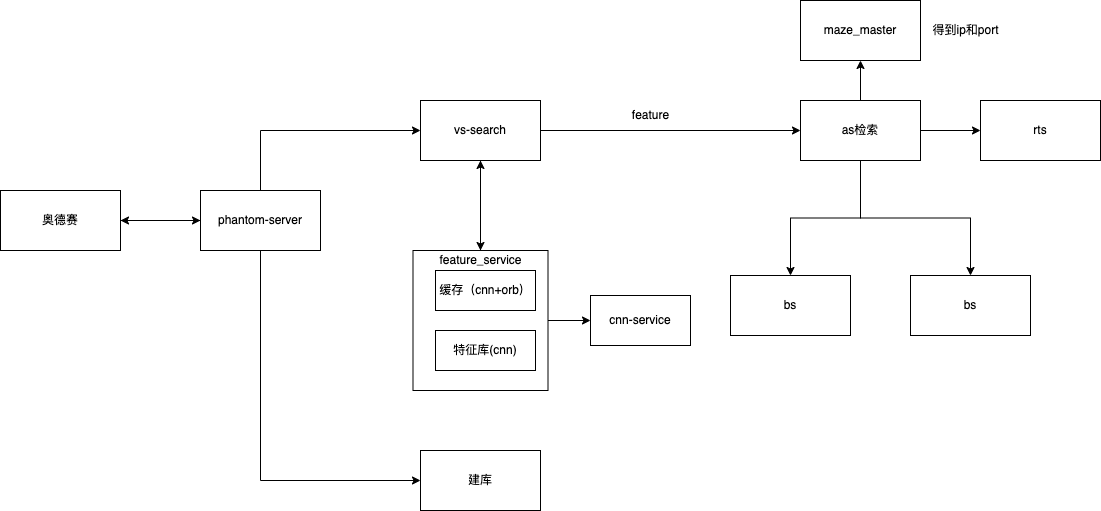 maze_master
得到ip和port
vs-search
feature
as检索
rts
奥德赛
phantom-server
feature_service
缓存（cnn+orb）
特征库(cnn)
cnn-service
bs
bs
建库